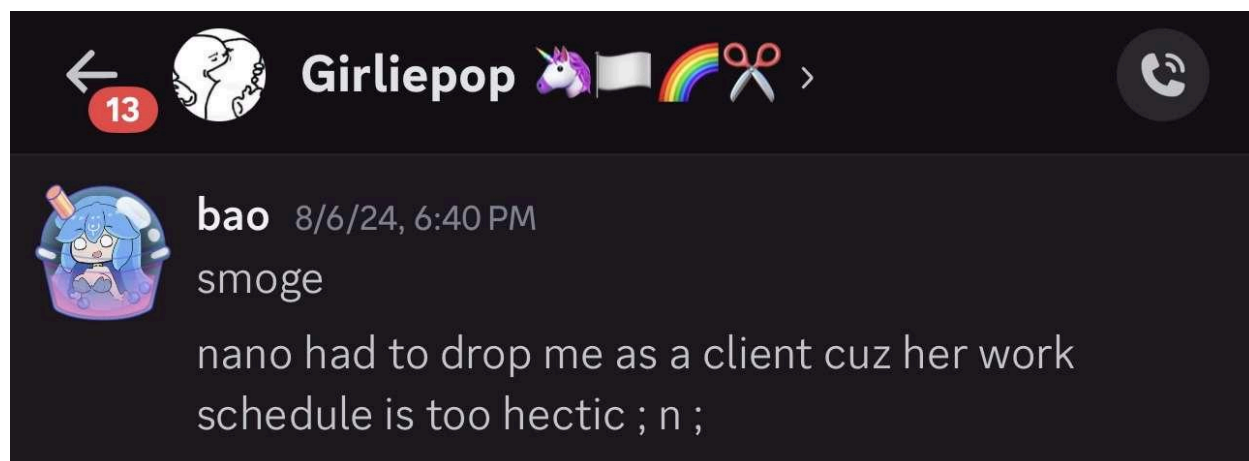 Girliepop 🦄🏳️🌈✂️ ›
13
bao 8/6/24, 6:40 PM
smoge
nano had to drop me as a client cuz her work
schedule is too hectic ; n ;